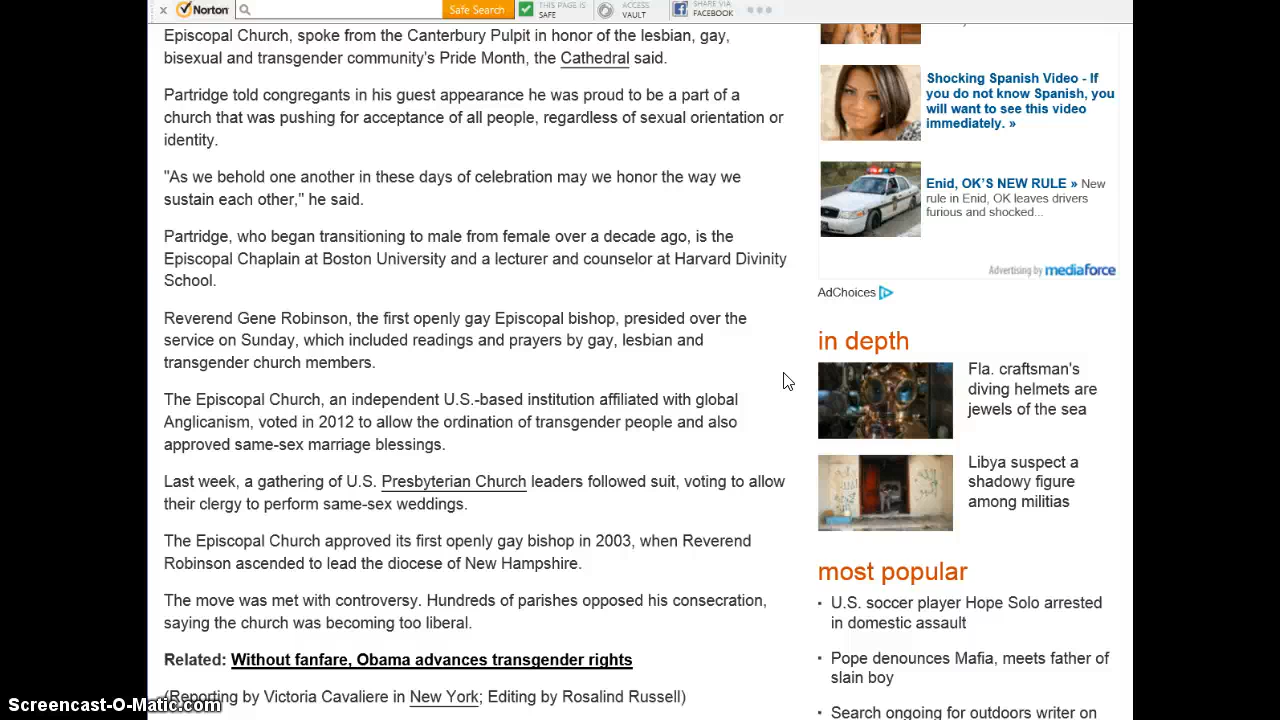 Norton
Safe Search
THIS PAGE IS
SAFE
ACCESS
VAULT
SHARE VIA
FACEBOOK
Episcopal Church, spoke from the Canterbury Pulpit in honor of the lesbian, gay,
bisexual and transgender community's Pride Month, the Cathedral said.
Partridge told congregants in his guest appearance he was proud to be a part of a
church that was pushing for acceptance of all people, regardless of sexual orientation or
identity.
"As we behold one another in these days of celebration may we honor the way we
sustain each other," he said.
Partridge, who began transitioning to male from female over a decade ago, is the
Episcopal Chaplain at Boston University and a lecturer and counselor at Harvard Divinity
School.
Reverend Gene Robinson, the first openly gay Episcopal bishop, presided over the
service on Sunday, which included readings and prayers by gay, lesbian and
transgender church members.
The Episcopal Church, an independent U.S.-based institution affiliated with global
Anglicanism, voted in 2012 to allow the ordination of transgender people and also
approved same-sex marriage blessings.
Last week, a gathering of U.S. Presbyterian Church leaders followed suit, voting to allow
their clergy to perform same-sex weddings.
The Episcopal Church approved its first openly gay bishop in 2003, when Reverend
Robinson ascended to lead the diocese of New Hampshire.
The move was met with controversy. Hundreds of parishes opposed his consecration,
saying the church was becoming too liberal.
Related: Without fanfare, Obama advances transgender rights
(Reporting by Victoria Cavaliere in New York; Editing by Rosalind Russell)
Shocking Spanish Video - If
you do not know Spanish, you
will want to see this video
immediately. »
Enid, OK'S NEW RULE » New
rule in Enid, OK leaves drivers
furious and shocked...
Advertising by mediaforce
AdChoices
in depth
Fla. craftsman's
diving helmets are
jewels of the sea
Libya suspect a
shadowy figure
among militias
most popular
· U.S. soccer player Hope Solo arrested
in domestic assault
· Pope denounces Mafia, meets father of
slain boy
· Search ongoing for outdoors writer on
Screencast-O-Matic.com